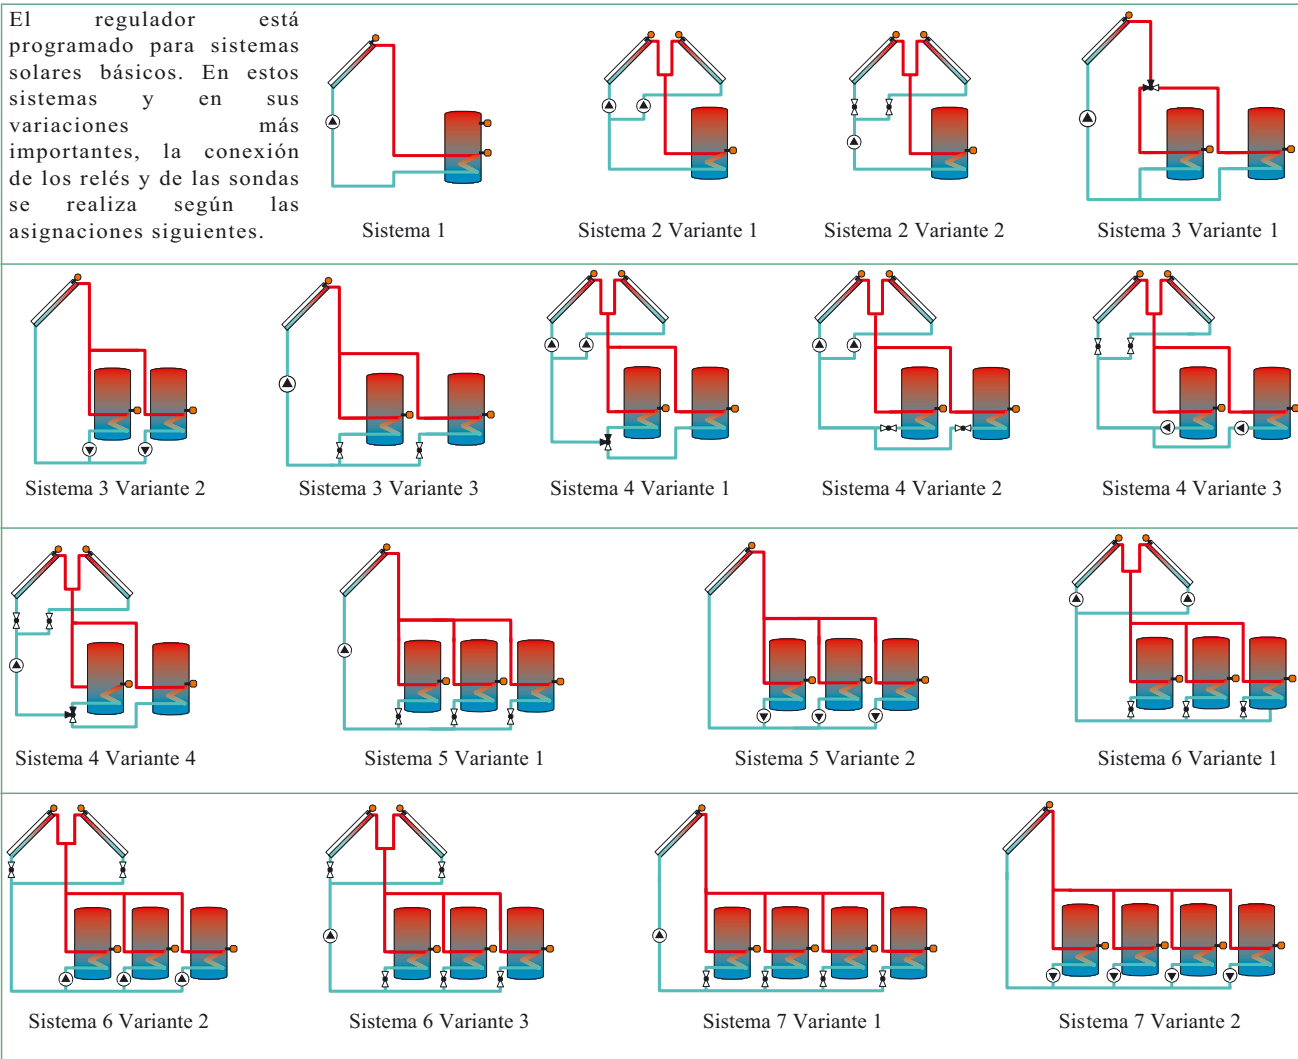 El regulador está
programado para sistemas
solares básicos. En estos
sistemas y en sus
variaciones más
importantes, la conexión
de los relés y de las sondas
se realiza según las
asignaciones siguientes.
Sistema 1
Sistema 2 Variante 1
Sistema 2 Variante 2
Sistema 3 Variante 1
Sistema 3 Variante 2
Sistema 3 Variante 3
Sistema 4 Variante 1
Sistema 4 Variante 2
Sistema 4 Variante 3
Sistema 4 Variante 4
Sistema 5 Variante 1
Sistema 5 Variante 2
Sistema 6 Variante 1
Sistema 6 Variante 2
Sistema 6 Variante 3
Sistema 7 Variante 1
Sistema 7 Variante 2